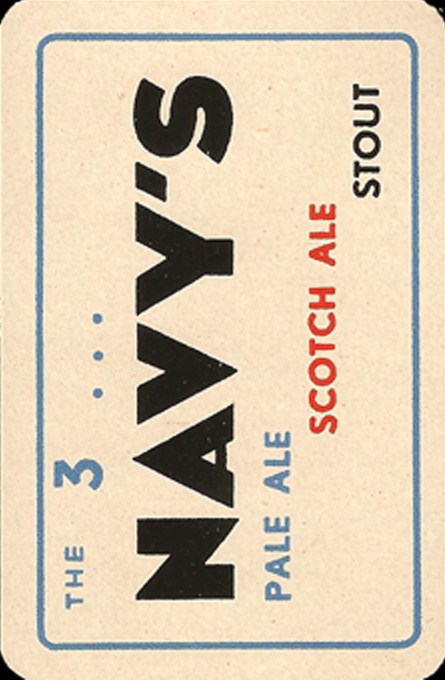 THE 3 ...
NAVY'S
PALE ALE
SCOTCH ALE
STOUT